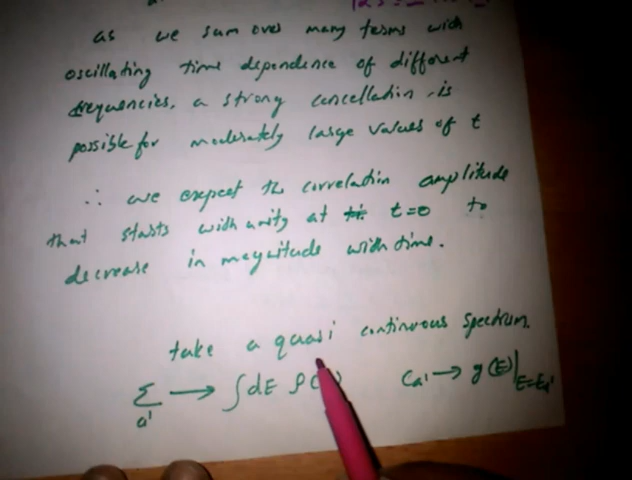 as we sum over many terms with
oscillating time dependence of different
frequencies, a strong cancellation is
possible for moderately large values of t
∴ we expect the correlation amplitude
that starts with unity at t=0 to
decrease in magnitude with time.
take a quasi continuous spectrum.
∑a' → ∫dE ρ( ) Ca' → g(E)|E=Ea'